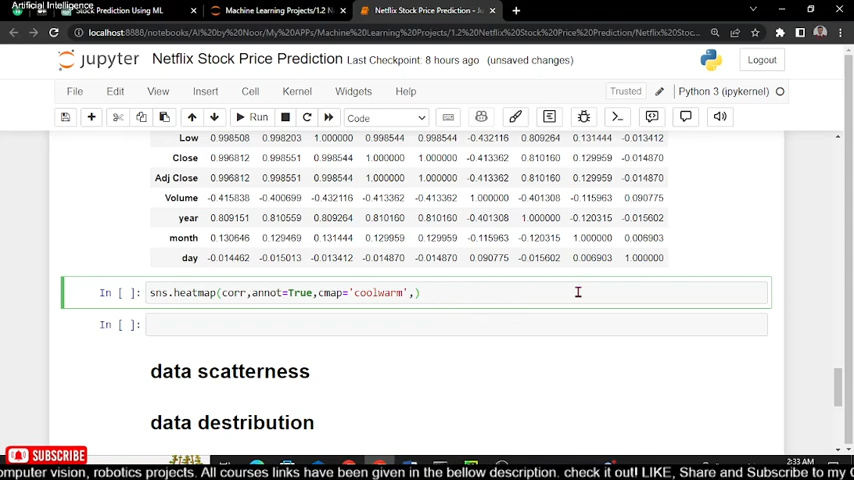 Artificial Intelligence
Stock Prediction Using ML
Machine Learning Projects/1.2 N
Netflix Stock Price Prediction - Ju
localhost:8888/notebooks/AI%20by%20Noor/My%20APPs/Machine%20Learning%20Projects/1.2%20Netflix%20Stock%20Price%20Prediction/Netflix%20Stoc...
jupyter Netflix Stock Price Prediction Last Checkpoint: 8 hours ago (unsaved changes)
Logout
File Edit View Insert Cell Kernel Widgets Help
Trusted
Python 3 (ipykernel)
Run
Code
Low 0.998508 0.998203 1.000000 0.998544 0.998544 -0.432116 0.809264 0.131444 -0.013412
Close 0.996812 0.998551 0.998544 1.000000 1.000000 -0.413362 0.810160 0.129959 -0.014870
Adj Close 0.996812 0.998551 0.998544 1.000000 1.000000 -0.413362 0.810160 0.129959 -0.014870
Volume -0.415838 -0.400699 -0.432116 -0.413362 -0.413362 1.000000 -0.401308 -0.115963 0.090775
year 0.809151 0.810559 0.809264 0.810160 0.810160 -0.401308 1.000000 -0.120315 -0.015602
month 0.130646 0.129469 0.131444 0.129959 0.129959 -0.115963 -0.120315 1.000000 0.006903
day -0.014462 -0.015013 -0.013412 -0.014870 -0.014870 0.090775 -0.015602 0.006903 1.000000
In [ ]: sns.heatmap(corr,annot=True,cmap='coolwarm',)
In [ ]:
data scatterness
data destribution
SUBSCRIBE
2:33 AM
omputer vision, robotics projects. All courses links have been given in the bellow description. check it out! LIKE, Share and Subscribe to my